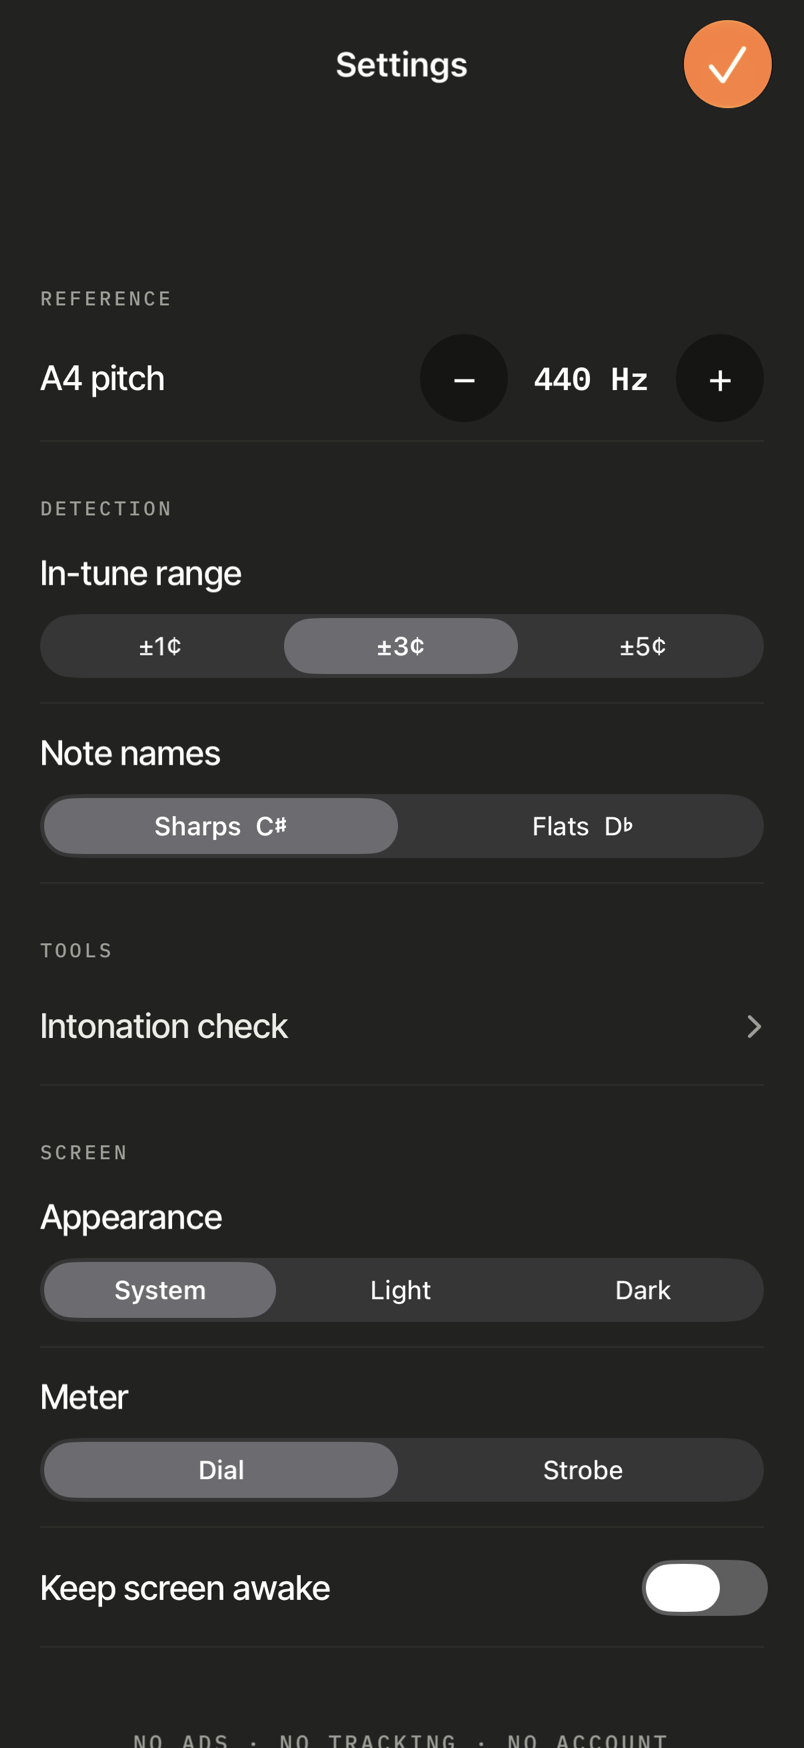 Settings
REFERENCE
A4 pitch − 440 Hz +
DETECTION
In-tune range
±1¢ ±3¢ ±5¢
Note names
Sharps C♯ Flats D♭
TOOLS
Intonation check
SCREEN
Appearance
System Light Dark
Meter
Dial Strobe
Keep screen awake
NO ADS · NO TRACKING · NO ACCOUNT